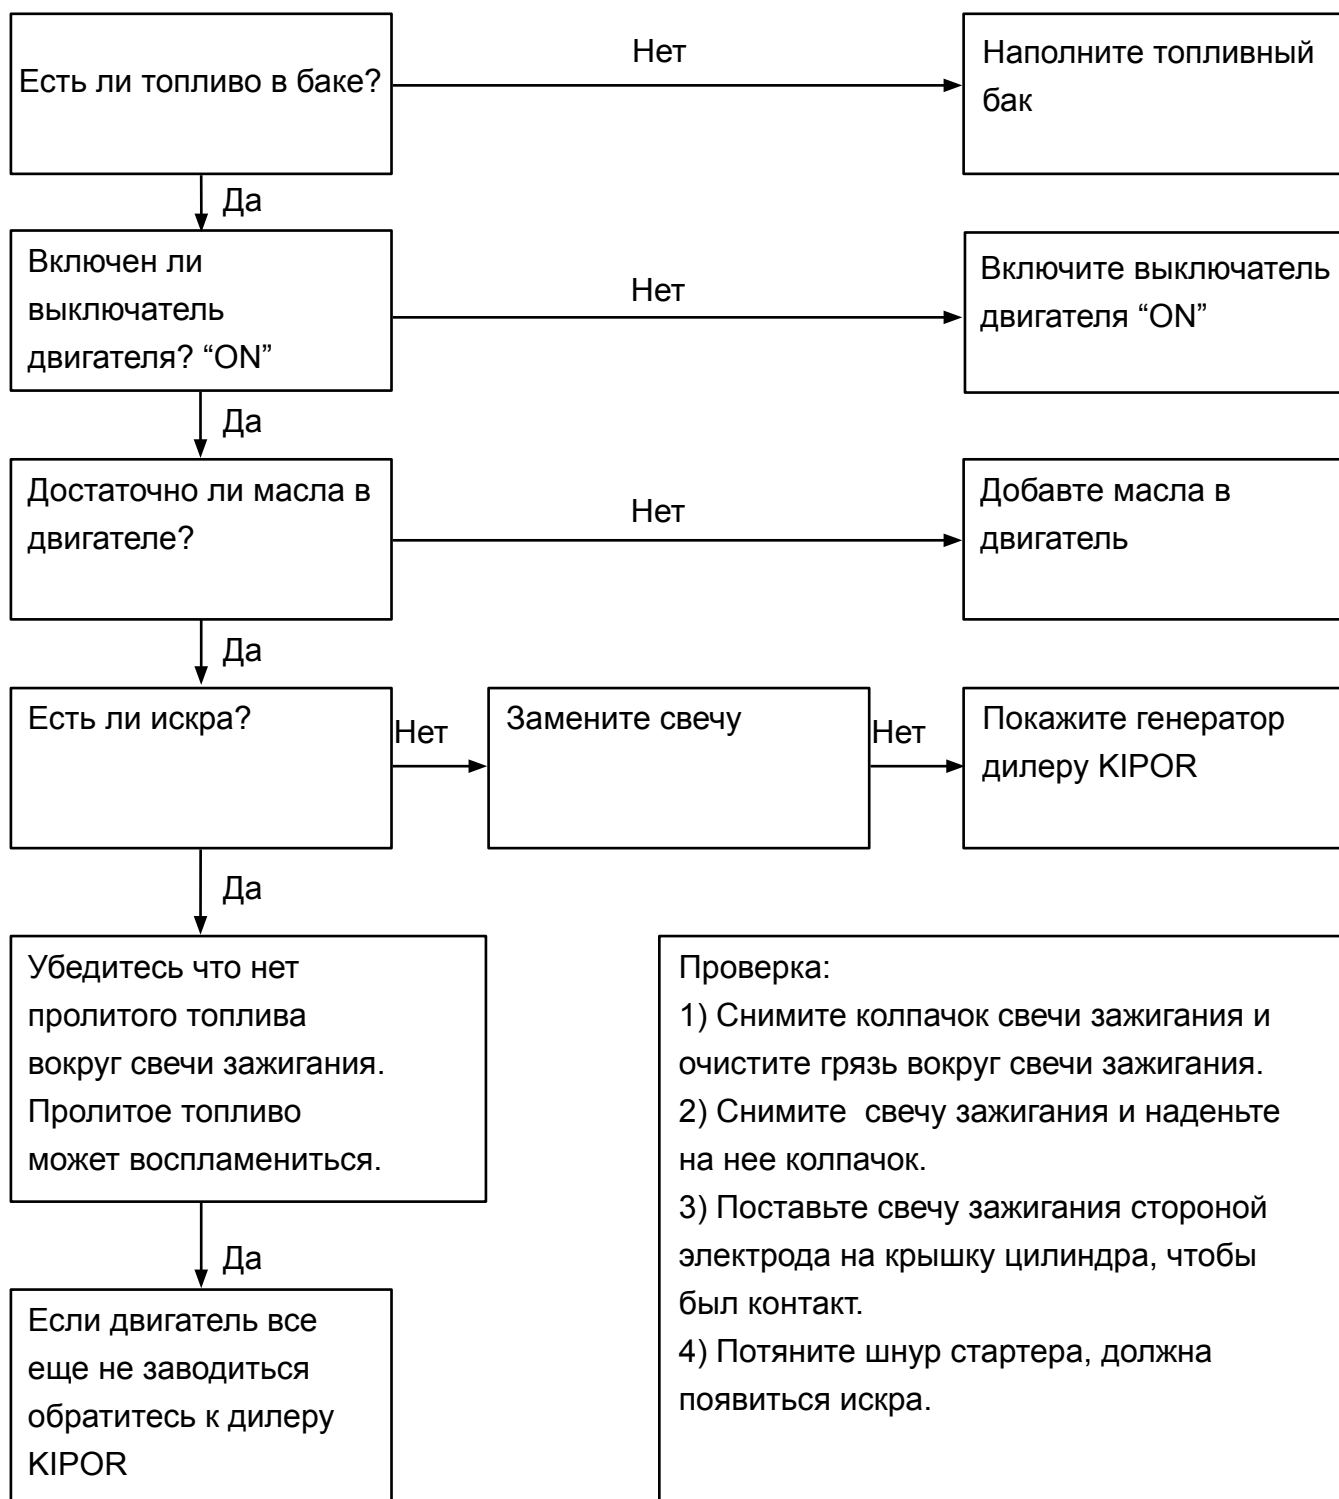 Есть ли топливо в баке?
Нет
Наполните топливный
бак
Да
Включен ли
выключатель
двигателя? “ON”
Нет
Включите выключатель
двигателя “ON”
Да
Достаточно ли масла в
двигателе?
Нет
Добавте масла в
двигатель
Да
Есть ли искра?
Нет
Замените свечу
Нет
Покажите генератор
дилеру KIPOR
Да
Убедитесь что нет
пролитого топлива
вокруг свечи зажигания.
Пролитое топливо
может воспламениться.
Да
Если двигатель все
еще не заводиться
обратитесь к дилеру
KIPOR
Проверка:
1) Снимите колпачок свечи зажигания и
очистите грязь вокруг свечи зажигания.
2) Снимите свечу зажигания и наденьте
на нее колпачок.
3) Поставьте свечу зажигания стороной
электрода на крышку цилиндра, чтобы
был контакт.
4) Потяните шнур стартера, должна
появиться искра.